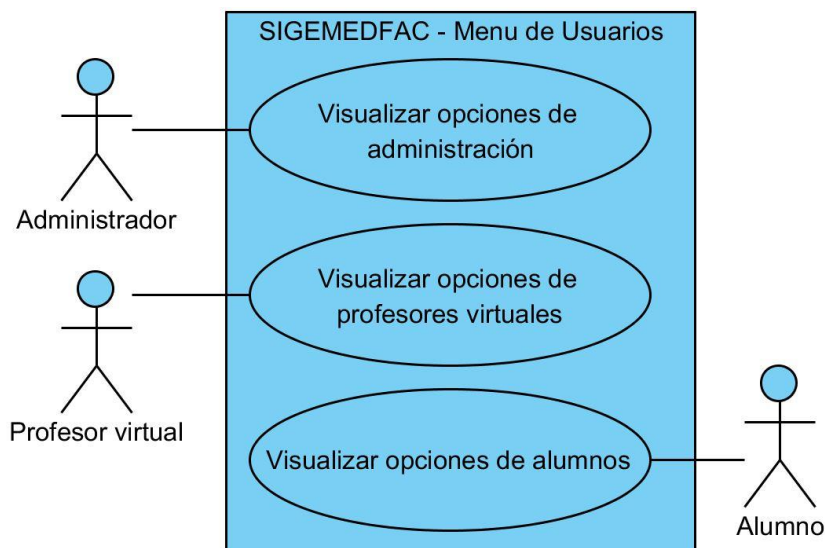 SIGEMEDFAC - Menu de Usuarios
Visualizar opciones de
administración
Administrador
Visualizar opciones de
profesores virtuales
Profesor virtual
Visualizar opciones de alumnos
Alumno